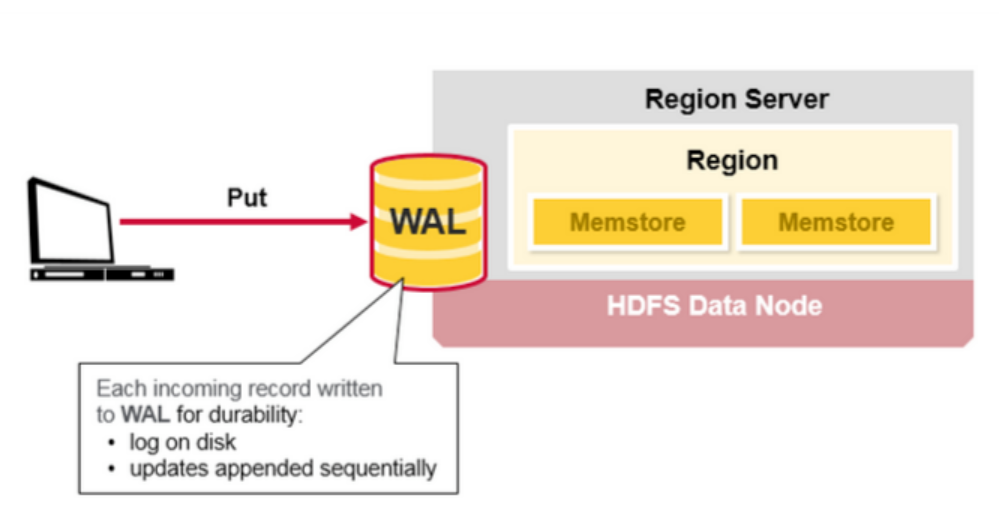 Region Server
Region
Put
WAL
Memstore
Memstore
HDFS Data Node
Each incoming record written
to WAL for durability:
• log on disk
• updates appended sequentially